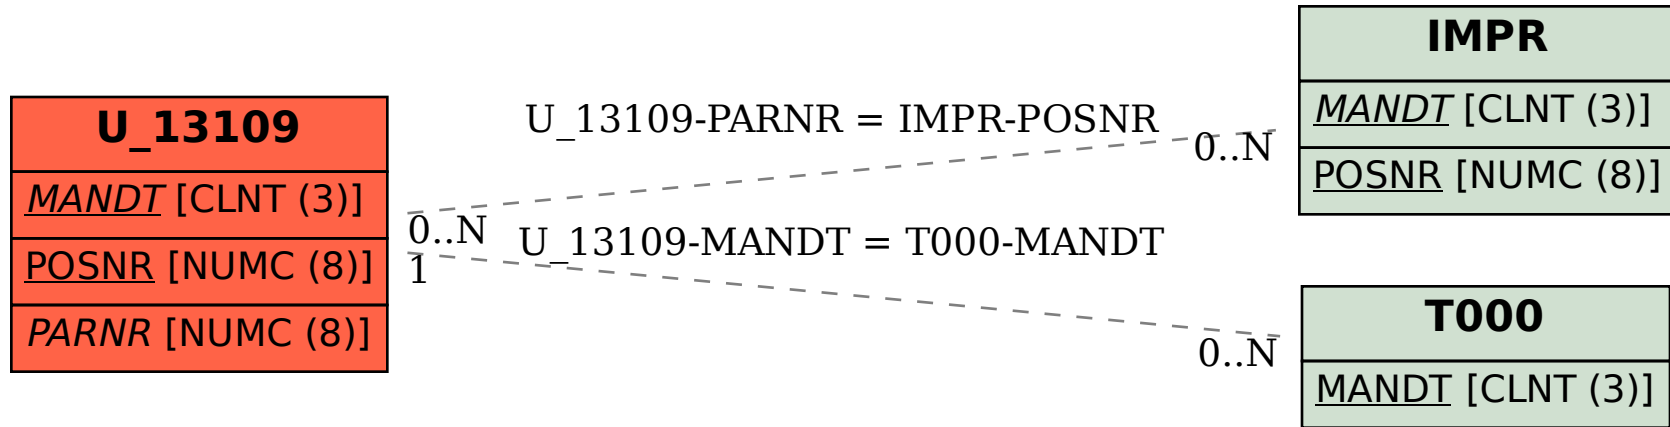 U_13109
MANDT [CLNT (3)]
POSNR [NUMC (8)]
PARNR [NUMC (8)]
U_13109-PARNR = IMPR-POSNR
0..N
0..N
U_13109-MANDT = T000-MANDT
1
0..N
IMPR
MANDT [CLNT (3)]
POSNR [NUMC (8)]
T000
MANDT [CLNT (3)]